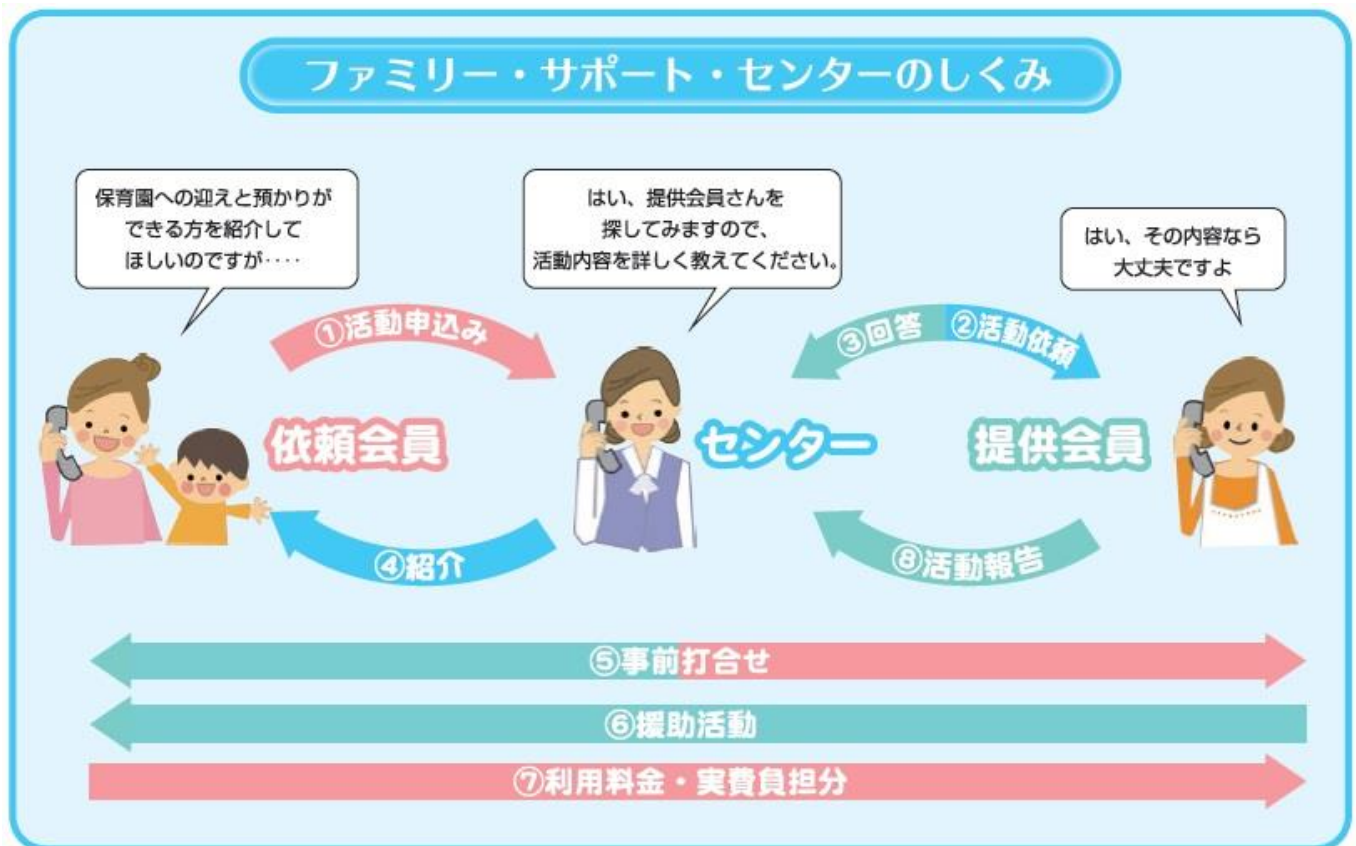 ファミリー・サポート・センターのしくみ
保育園への迎えと預かりが
できる方を紹介して
ほしいのですが‥‥
はい、提供会員さんを
探してみますので、
活動内容を詳しく教えてください。
はい、その内容なら
大丈夫ですよ
①活動申込み
③回答
②活動依頼
依頼会員
センター
提供会員
④紹介
⑧活動報告
⑤事前打合せ
⑥援助活動
⑦利用料金・実費負担分